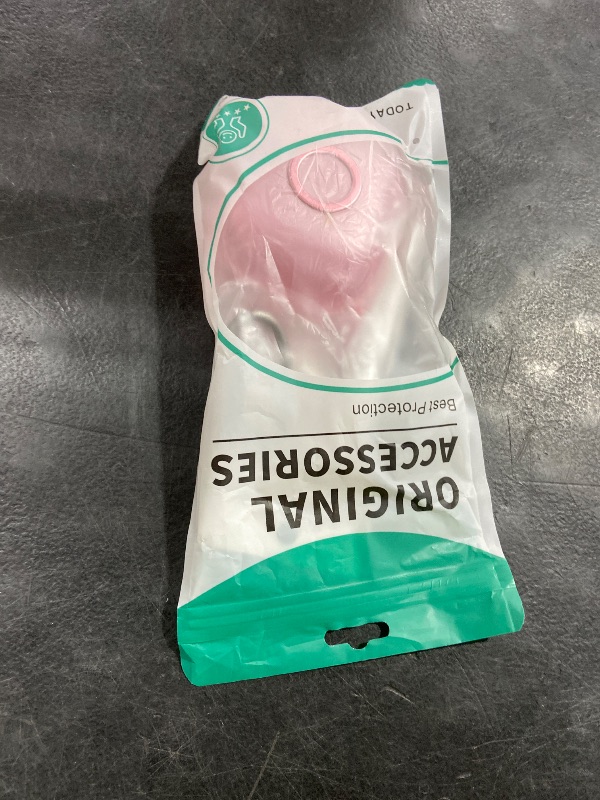 ORIGINAL
ACCESSORIES
Best Protection
TODAY